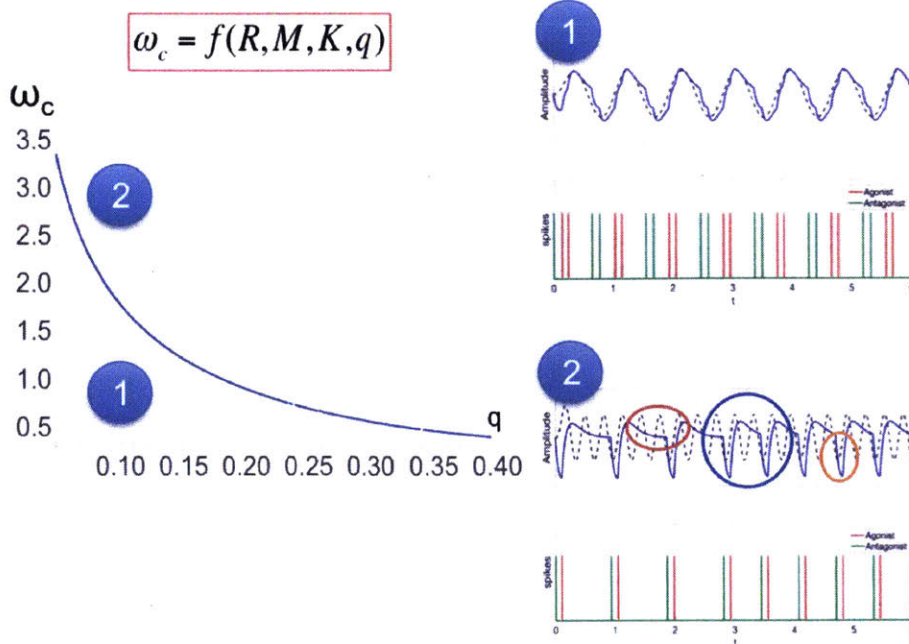 ω_c = f(R,M,K,q)
ω_c
3.5
3.0
2.5
2.0
1.5
1.0
0.5
2
1
q
0.10 0.15 0.20 0.25 0.30 0.35 0.40
1
Amplitude
spikes
Agonist
Antagonist
0 1 2 3 4 5
t
2
Amplitude
spikes
Agonist
Antagonist
0 1 2 3 4 5